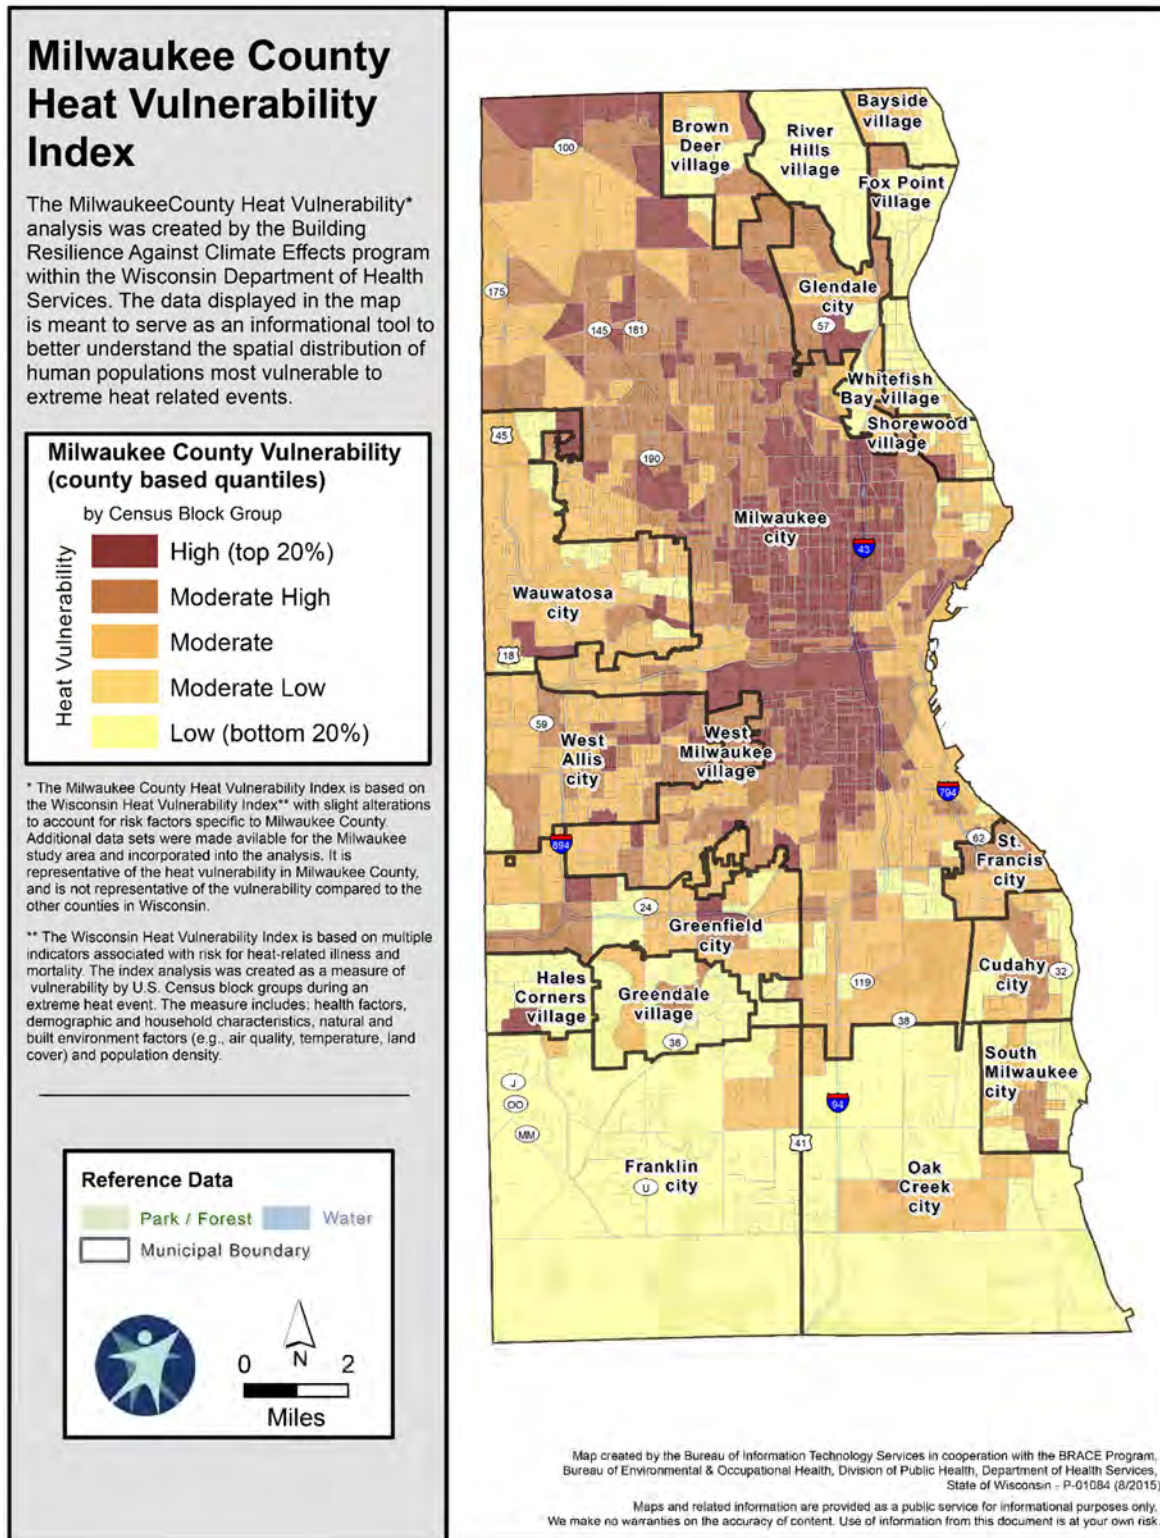 Milwaukee County
Heat Vulnerability
Index
The MilwaukeeCounty Heat Vulnerability*
analysis was created by the Building
Resilience Against Climate Effects program
within the Wisconsin Department of Health
Services. The data displayed in the map
is meant to serve as an informational tool to
better understand the spatial distribution of
human populations most vulnerable to
extreme heat related events.
Milwaukee County Vulnerability
(county based quantiles)
by Census Block Group
Heat Vulnerability
High (top 20%)
Moderate High
Moderate
Moderate Low
Low (bottom 20%)
* The Milwaukee County Heat Vulnerability Index is based on
the Wisconsin Heat Vulnerability Index** with slight alterations
to account for risk factors specific to Milwaukee County.
Additional data sets were made avilable for the Milwaukee
study area and incorporated into the analysis. It is
representative of the heat vulnerability in Milwaukee County,
and is not representative of the vulnerability compared to the
other counties in Wisconsin.
** The Wisconsin Heat Vulnerability Index is based on multiple
indicators associated with risk for heat-related illness and
mortality. The index analysis was created as a measure of
vulnerability by U.S. Census block groups during an
extreme heat event. The measure includes: health factors,
demographic and household characteristics, natural and
built environment factors (e.g., air quality, temperature, land
cover) and population density.
Reference Data
Park / Forest
Water
Municipal Boundary
0
N
2
Miles
Bayside
village
Brown
Deer
village
River
Hills
village
100
Fox Point
village
175
Glendale
city
57
145
181
Whitefish
Bay village
Shorewood
village
45
190
Milwaukee
city
43
Wauwatosa
city
18
59
West
Allis
city
West
Milwaukee
village
794
894
62
St.
Francis
city
24
Greenfield
city
Hales
Corners
village
Greendale
village
36
119
Cudahy
city
32
38
South
Milwaukee
city
J
OO
MM
94
41
Franklin
city
U
Oak
Creek
city
Map created by the Bureau of Information Technology Services in cooperation with the BRACE Program,
Bureau of Environmental & Occupational Health, Division of Public Health, Department of Health Services,
State of Wisconsin - P-01084 (8/2015)
Maps and related information are provided as a public service for informational purposes only.
We make no warranties on the accuracy of content. Use of information from this document is at your own risk.